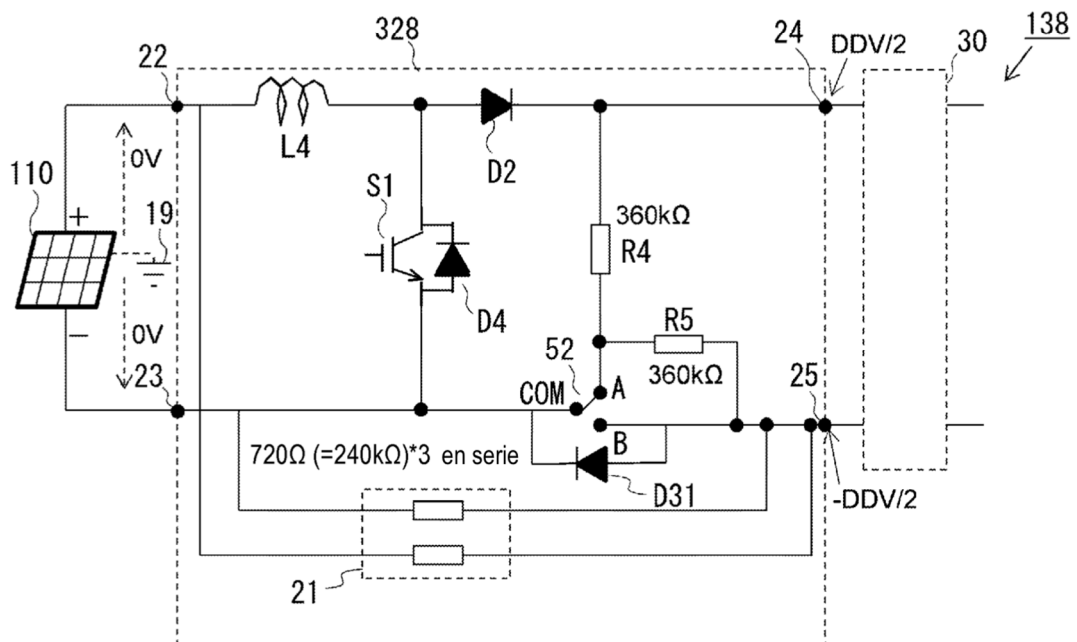 328
138
22
24
DDV/2
30
L4
D2
0V
110
19
S1
360kΩ
R4
+
D4
R5
−
0V
52
360kΩ
23
COM
A
25
B
720Ω (=240kΩ)*3 en serie
D31
-DDV/2
21